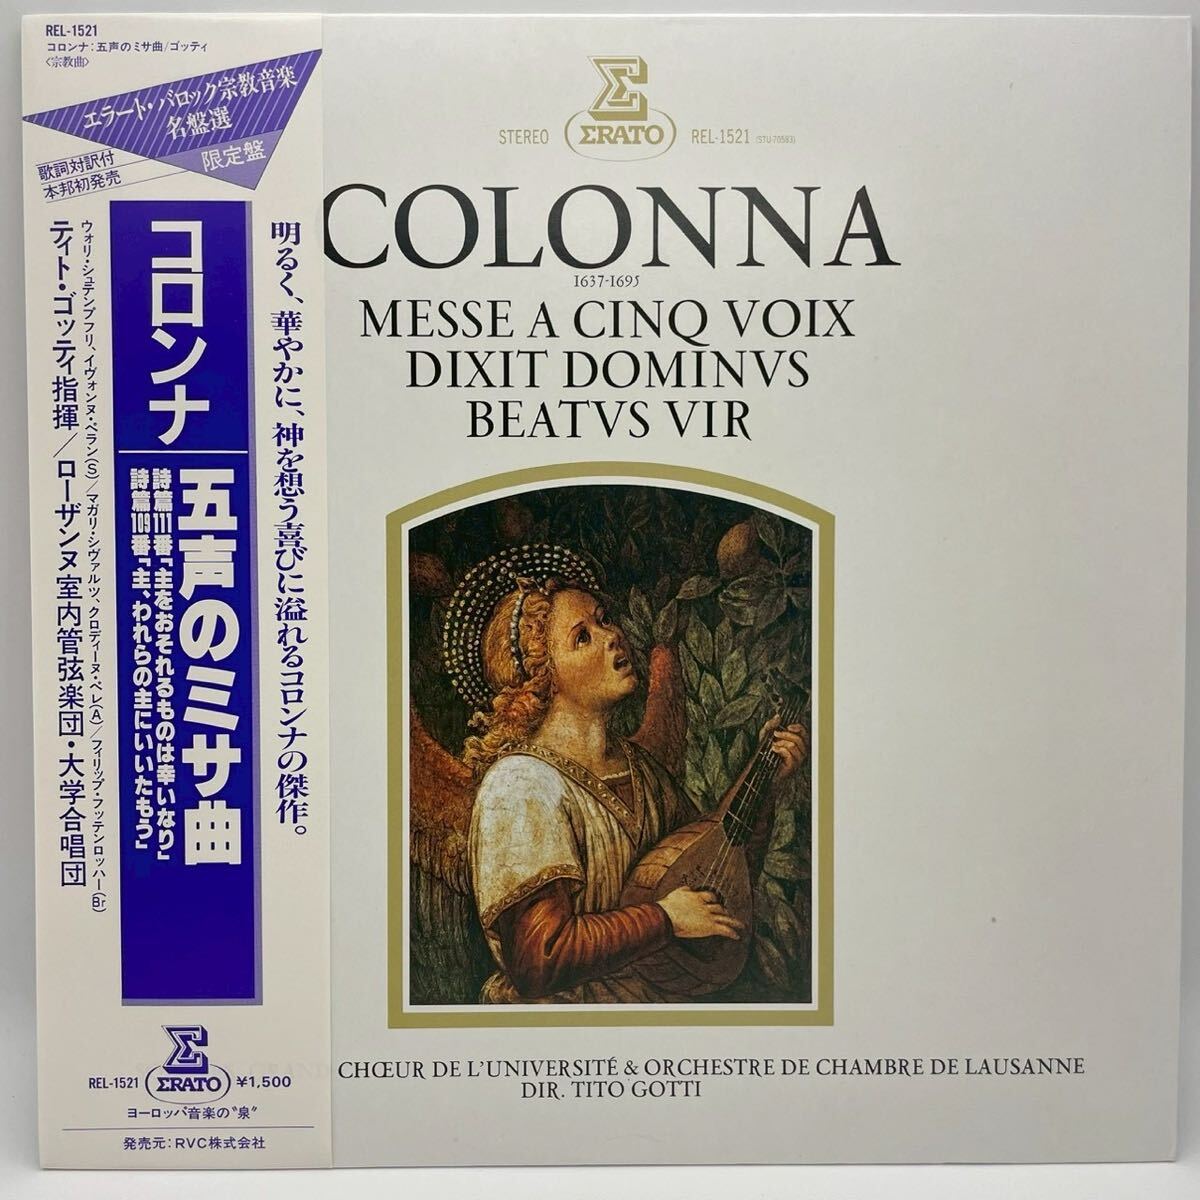 REL-1521
コロンナ:五声のミサ曲/ゴッティ
〈宗教曲〉
エラート・バロック宗教音楽
名盤選
限定盤
歌詞対訳付
本邦初発売
明るく、華やかに、神を想う喜びに溢れるコロンナの傑作。
コロンナ
五声のミサ曲
詩篇111番「主をおそれるものは幸いなり」
詩篇109番「主、われらの主にいいたもう」
ウォリ・シュテンプフリ、イヴォンヌ・ペラン(S)/マガリ・シヴァルツ、クロディーヌ・ペレ(A)/フィリップ・フッテンロッハー(Br)
ティト・ゴッティ指揮/ローザンヌ室内管弦楽団・大学合唱団
REL-1521 ERATO ¥1,500
ヨーロッパ音楽の"泉"
発売元:RVC株式会社
STEREO ERATO REL-1521 (STU-70583)
COLONNA
1637-1695
MESSE A CINQ VOIX
DIXIT DOMINVS
BEATVS VIR
CHŒUR DE L'UNIVERSITÉ & ORCHESTRE DE CHAMBRE DE LAUSANNE
DIR. TITO GOTTI